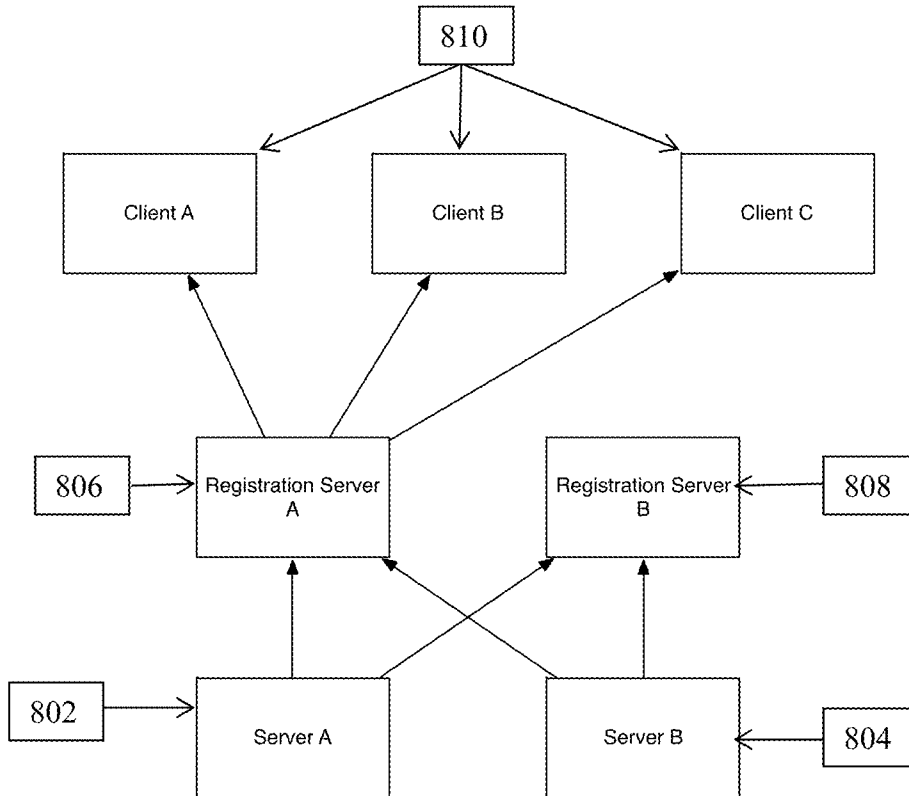 810
Client A
Client B
Client C
806
Registration Server
A
Registration Server
B
808
802
Server A
Server B
804